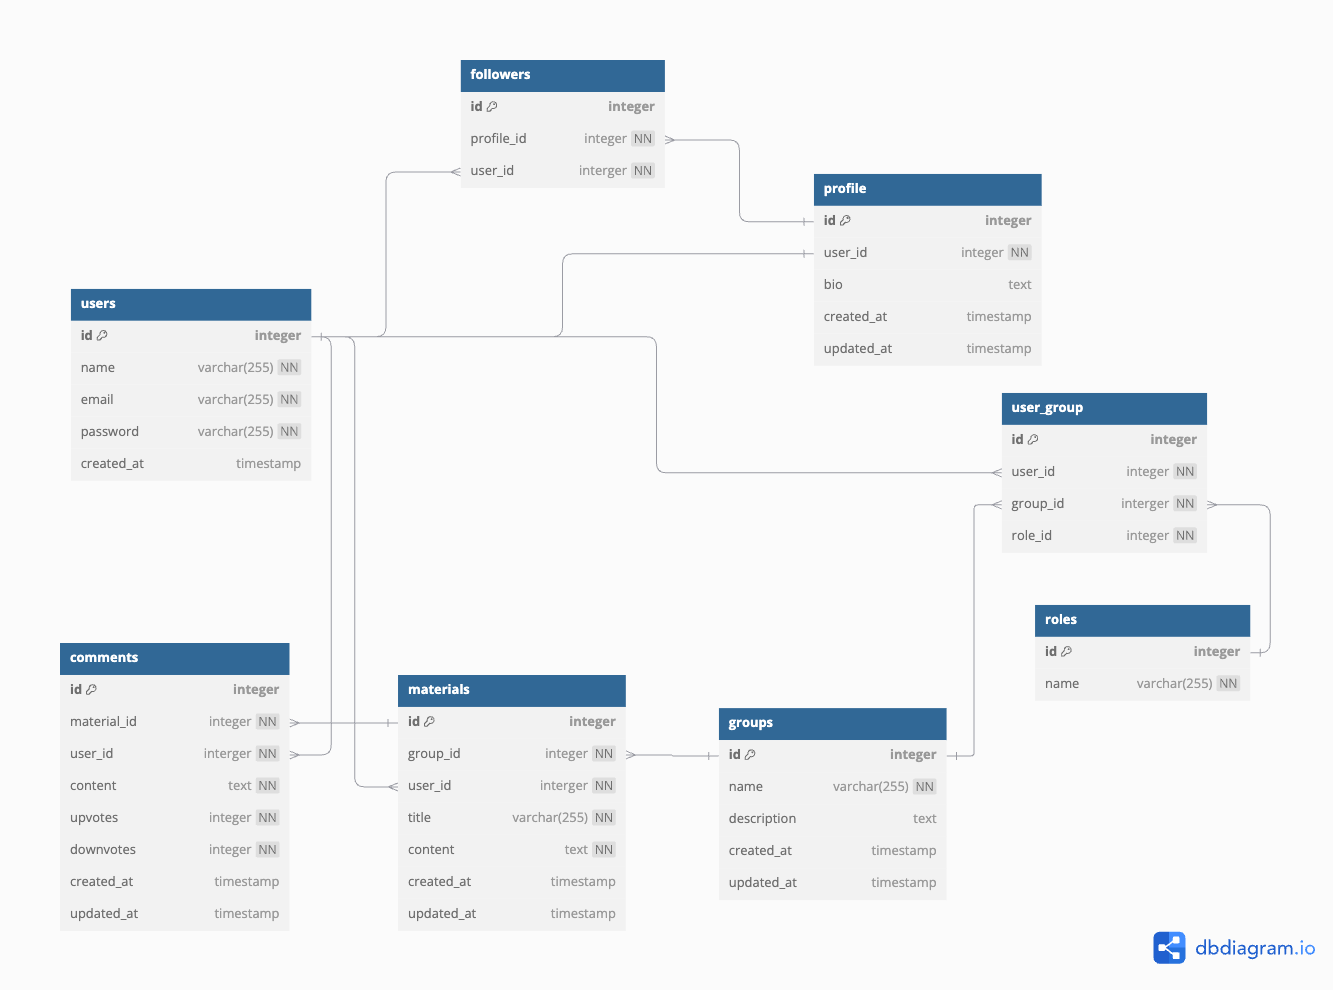 followers
id integer
profile_id integer NN
user_id interger NN
profile
id integer
user_id integer NN
bio text
created_at timestamp
updated_at timestamp
users
id integer
name varchar(255) NN
email varchar(255) NN
password varchar(255) NN
created_at timestamp
user_group
id integer
user_id integer NN
group_id interger NN
role_id integer NN
roles
id integer
name varchar(255) NN
comments
id integer
material_id integer NN
user_id interger NN
content text NN
upvotes integer NN
downvotes integer NN
created_at timestamp
updated_at timestamp
materials
id integer
group_id integer NN
user_id interger NN
title varchar(255) NN
content text NN
created_at timestamp
updated_at timestamp
groups
id integer
name varchar(255) NN
description text
created_at timestamp
updated_at timestamp
dbdiagram.io